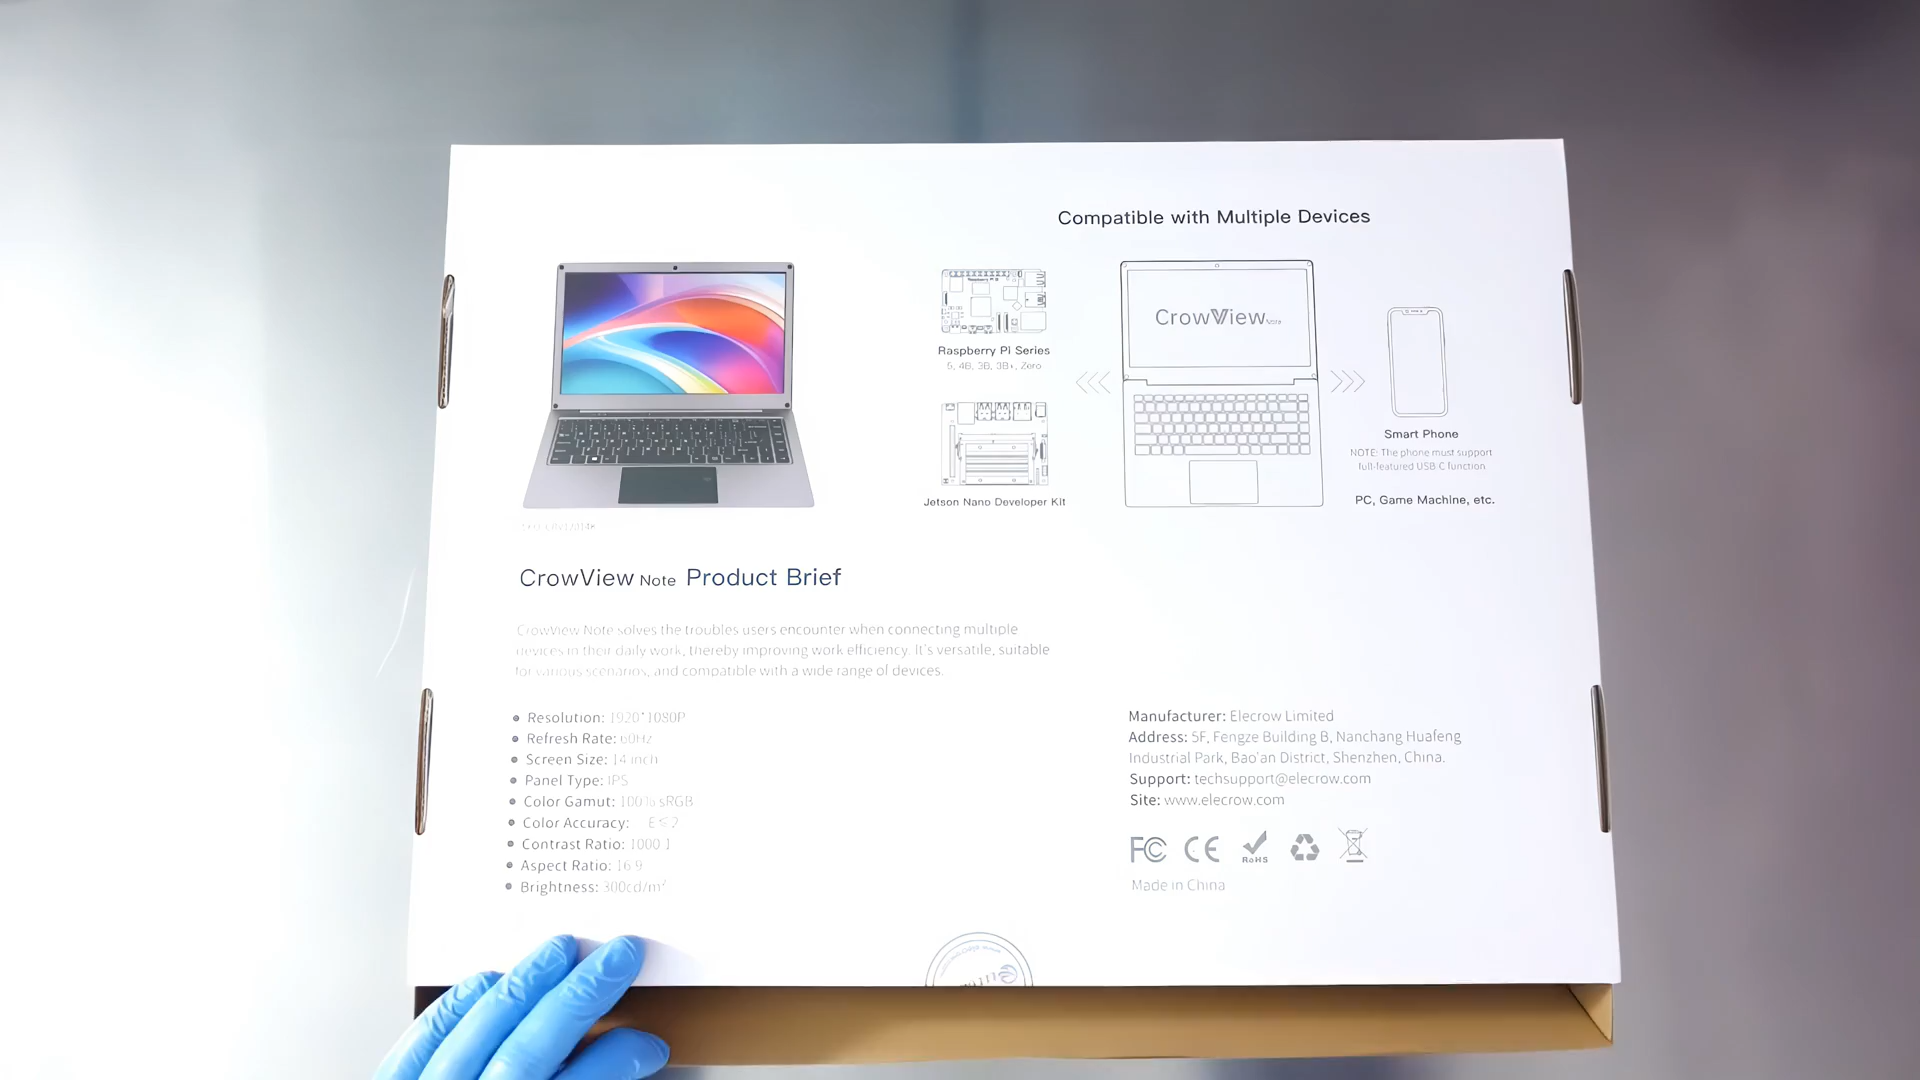 Compatible with Multiple Devices
Raspberry Pi Series
5, 4B, 3B, 3B+, Zero
CrowView Note
Jetson Nano Developer Kit
Smart Phone
NOTE: The phone must support
full-featured USB-C function
PC, Game Machine, etc.
CrowView Note Product Brief
CrowView Note solves the troubles users encounter when connecting multiple
devices in their daily work, thereby improving work efficiency. It's versatile, suitable
for various scenarios, and compatible with a wide range of devices.
Resolution: 1920*1080P
Refresh Rate: 60Hz
Screen Size: 14 inch
Panel Type: IPS
Color Gamut: 100% sRGB
Color Accuracy: E≤2
Contrast Ratio: 1000:1
Aspect Ratio: 16:9
Brightness: 300cd/m²
Manufacturer: Elecrow Limited
Address: 5F, Fengze Building B, Nanchang Huafeng
Industrial Park, Bao'an District, Shenzhen, China.
Support: techsupport@elecrow.com
Site: www.elecrow.com
FC CE RoHS
Made in China